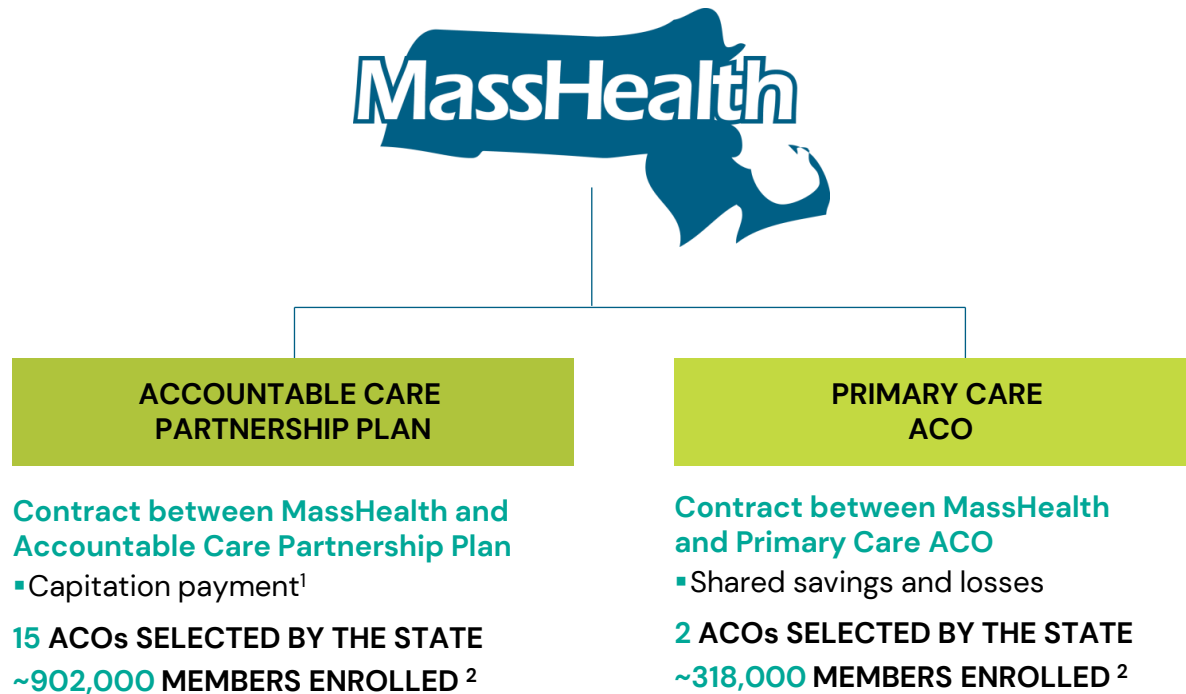 MassHealth
ACCOUNTABLE CARE
PARTNERSHIP PLAN
Contract between MassHealth and
Accountable Care Partnership Plan
▪Capitation payment¹
15 ACOs SELECTED BY THE STATE
~902,000 MEMBERS ENROLLED ²
PRIMARY CARE
ACO
Contract between MassHealth
and Primary Care ACO
▪Shared savings and losses
2 ACOs SELECTED BY THE STATE
~318,000 MEMBERS ENROLLED ²